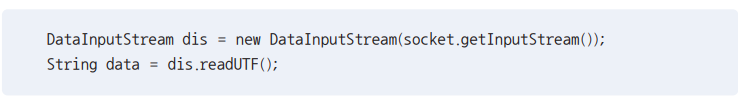 DataInputStream dis = new DataInputStream(socket.getInputStream());
String data = dis.readUTF();